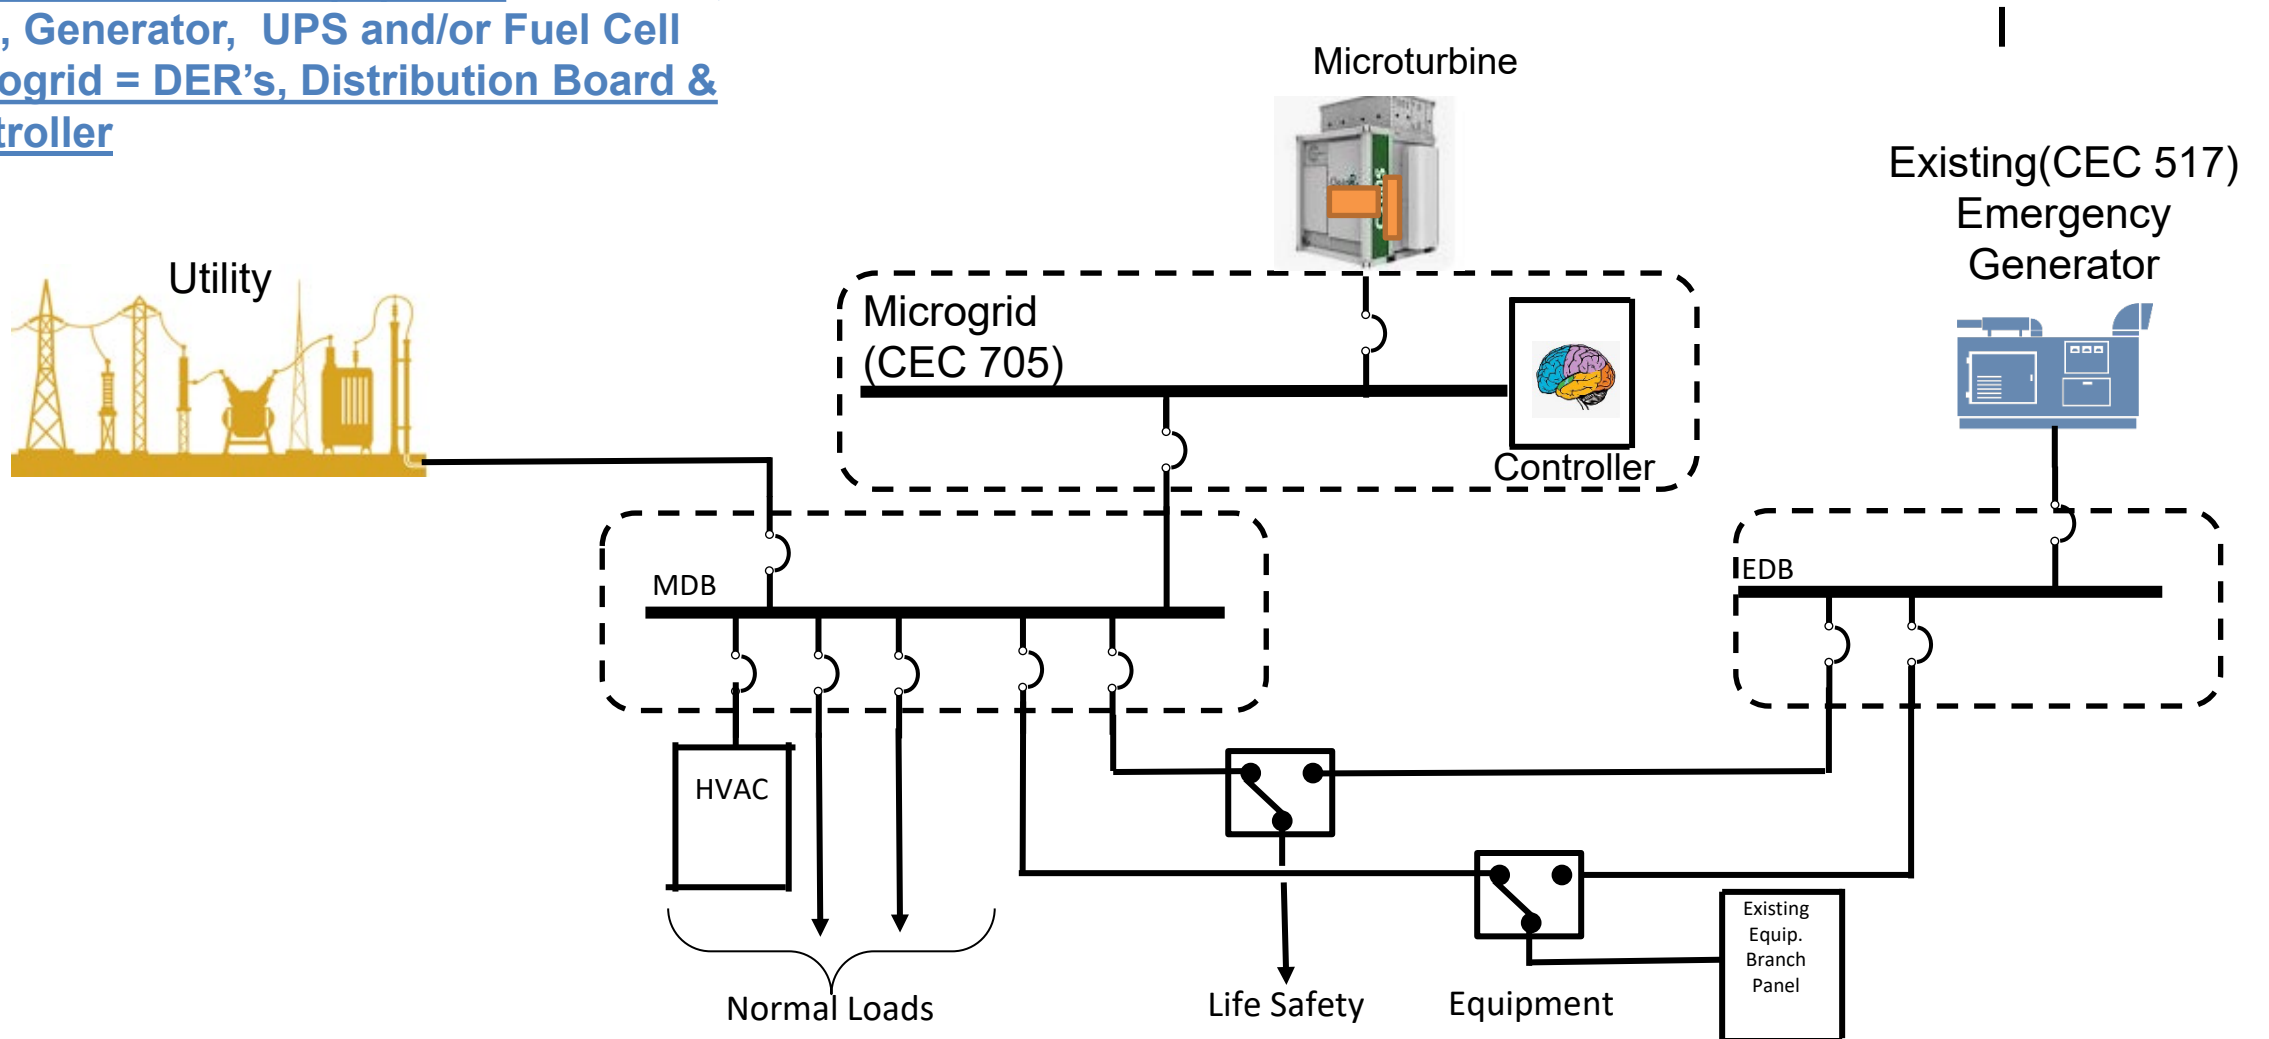 , Generator, UPS and/or Fuel Cell
ogrid = DER's, Distribution Board &
troller
Microturbine
Existing(CEC 517)
Emergency
Generator
Utility
Microgrid
(CEC 705)
Controller
MDB
EDB
HVAC
Existing
Equip.
Branch
Panel
Normal Loads
Life Safety
Equipment